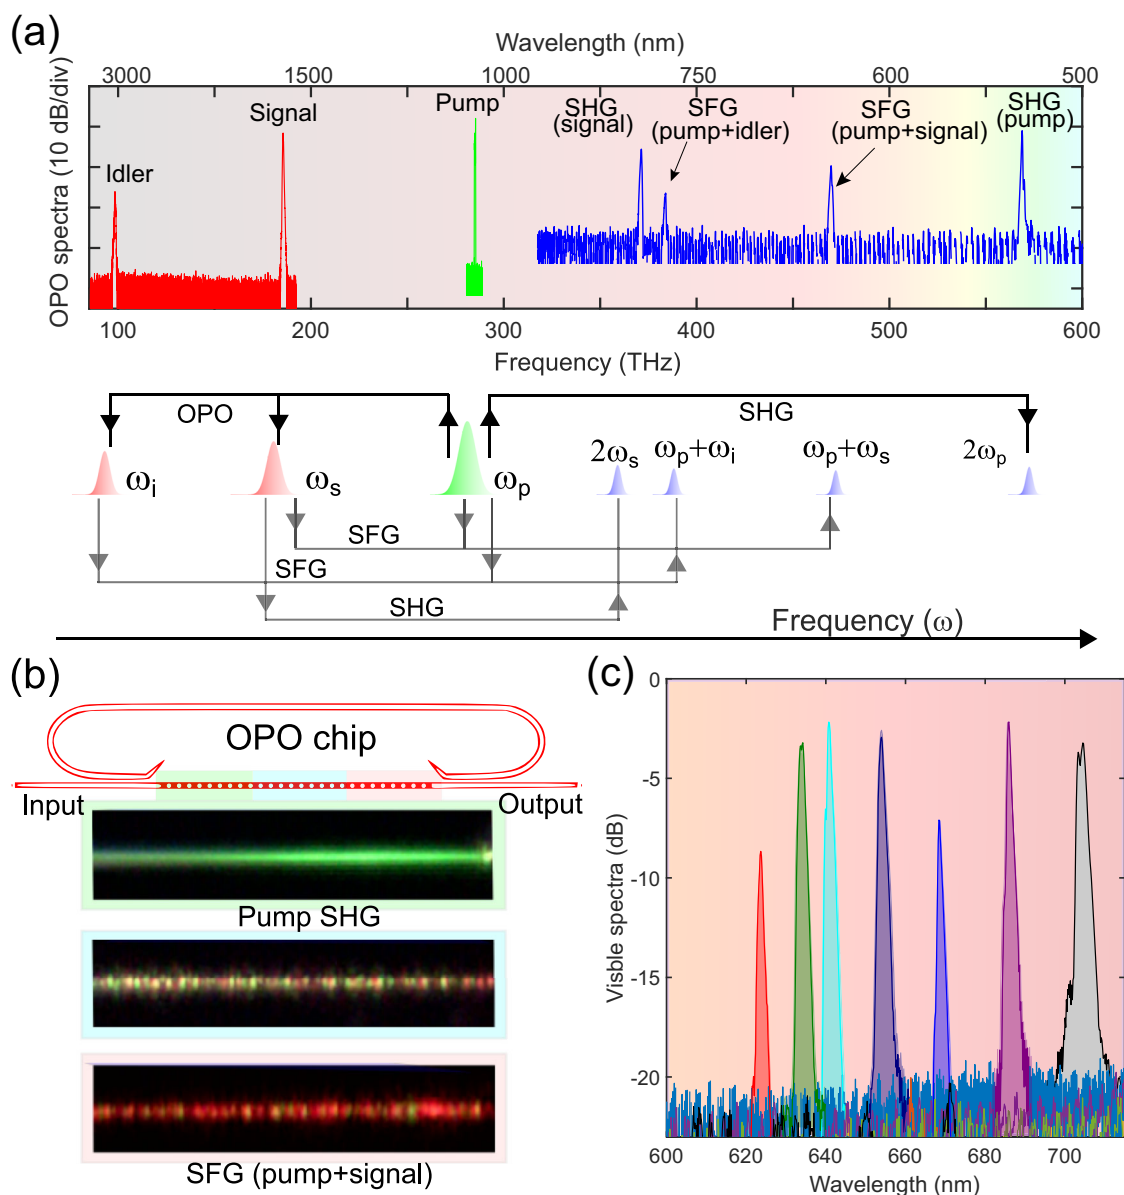 (a)
Wavelength (nm)
3000 1500 1000 750 600 500
OPO spectra (10 dB/div)
Idler
Signal
Pump
SHG
(signal)
SFG
(pump+idler)
SFG
(pump+signal)
SHG
(pump)
100 200 300 400 500 600
Frequency (THz)
OPO
SHG
ωi
ωs
ωp
2ωs
ωp+ωi
ωp+ωs
2ωp
SFG
SFG
SHG
Frequency (ω)
(b)
OPO chip
Input
Output
Pump SHG
SFG (pump+signal)
(c)
Visble spectra (dB)
0
-5
-10
-15
-20
600 620 640 660 680 700
Wavelength (nm)